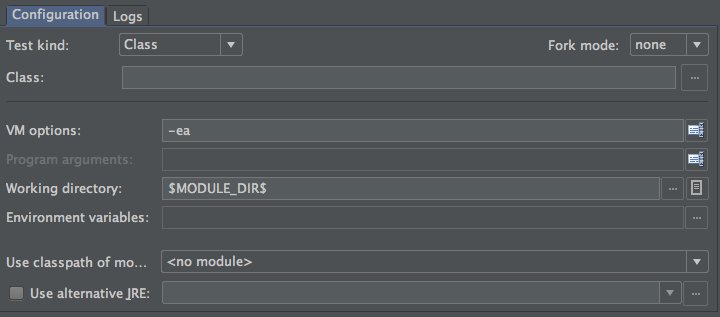 Configuration Logs
Test kind: Class Fork mode: none
Class: ...
VM options: -ea
Program arguments:
Working directory: $MODULE_DIR$ ...
Environment variables: ...
Use classpath of mo... <no module>
Use alternative JRE: ...